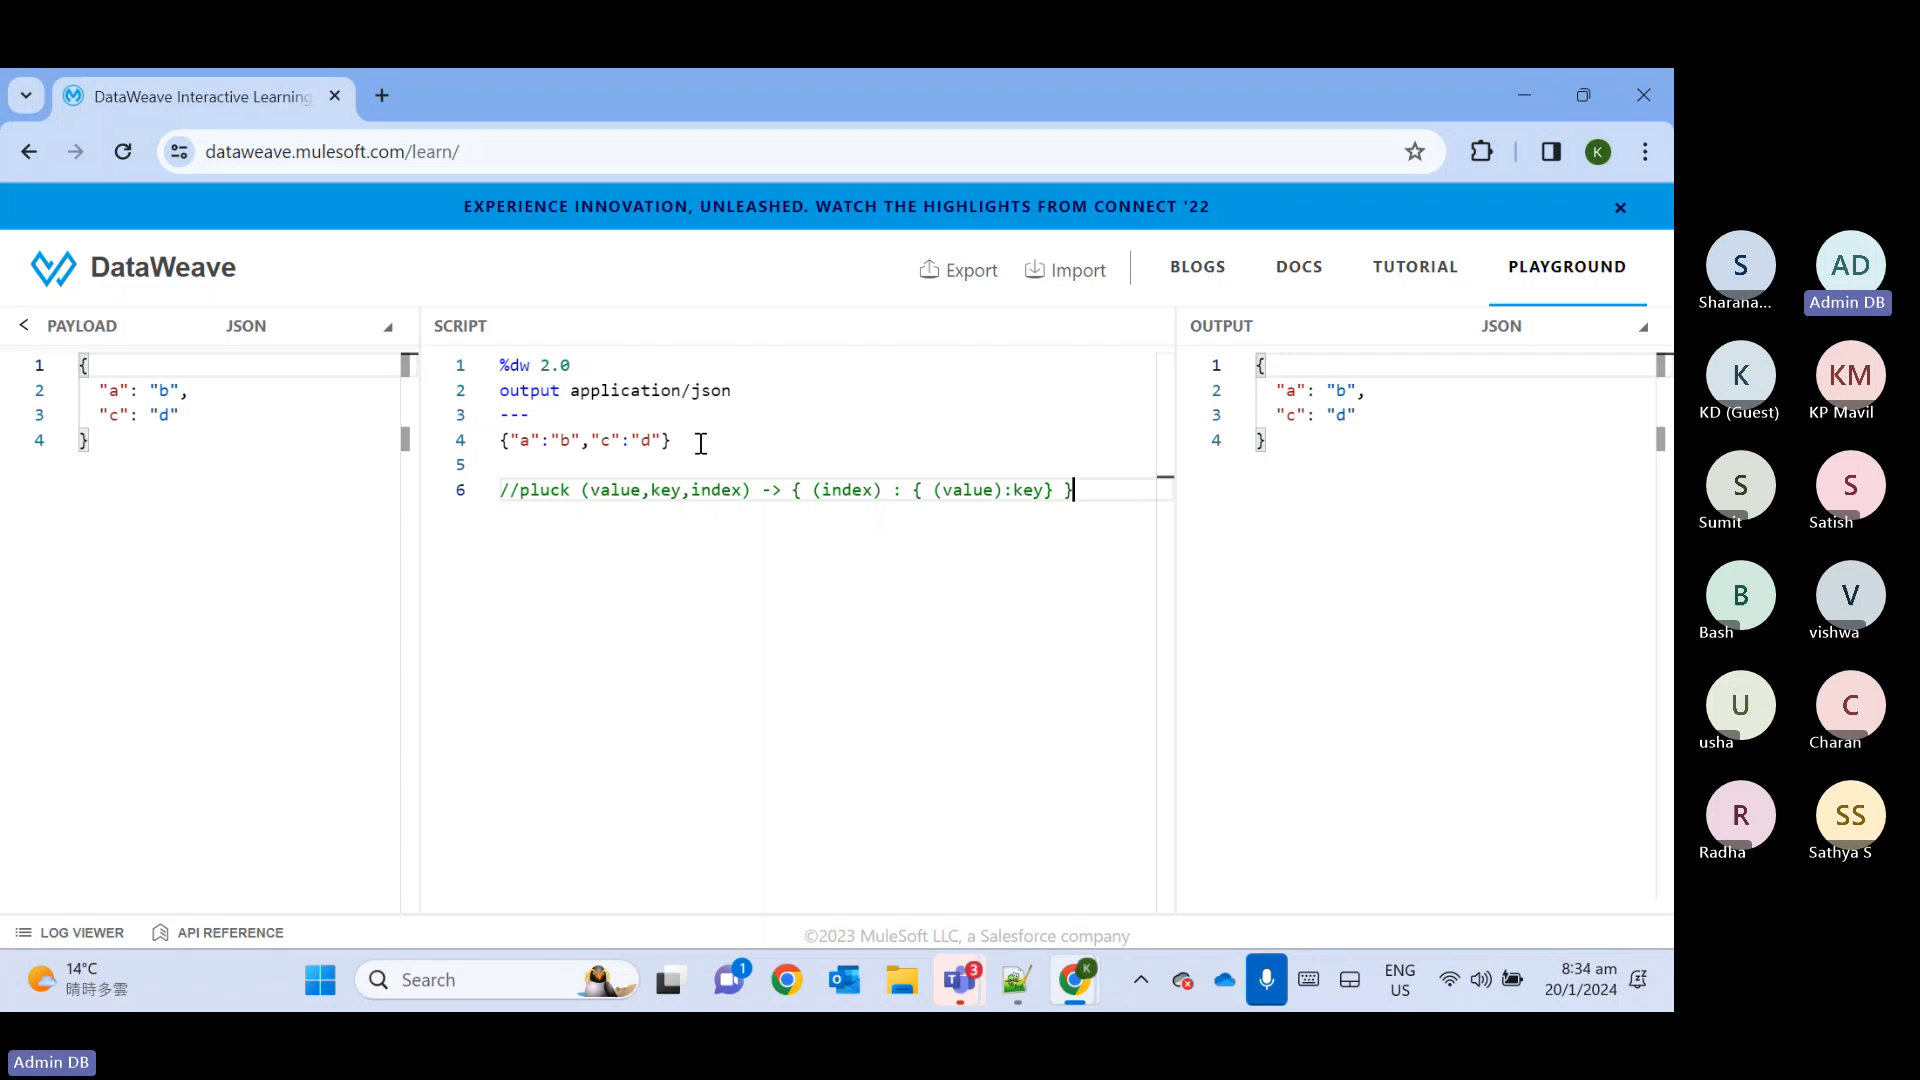 DataWeave Interactive Learning
dataweave.mulesoft.com/learn/
K
EXPERIENCE INNOVATION, UNLEASHED. WATCH THE HIGHLIGHTS FROM CONNECT '22
DataWeave
Export
Import
BLOGS
DOCS
TUTORIAL
PLAYGROUND
PAYLOAD
JSON
1 {
2 "a": "b",
3 "c": "d"
4 }
SCRIPT
1 %dw 2.0
2 output application/json
3 ---
4 {"a":"b","c":"d"}
5
6 //pluck (value,key,index) -> { (index) : { (value):key} }
OUTPUT
JSON
1 {
2 "a": "b",
3 "c": "d"
4 }
LOG VIEWER
API REFERENCE
©2023 MuleSoft LLC, a Salesforce company
14°C
晴時多雲
Search
1
3
K
ENG
US
8:34 am
20/1/2024
S
Sharana...
AD
Admin DB
K
KD (Guest)
KM
KP Mavil
S
Sumit
S
Satish
B
Bash
V
vishwa
U
usha
C
Charan
R
Radha
SS
Sathya S
Admin DB